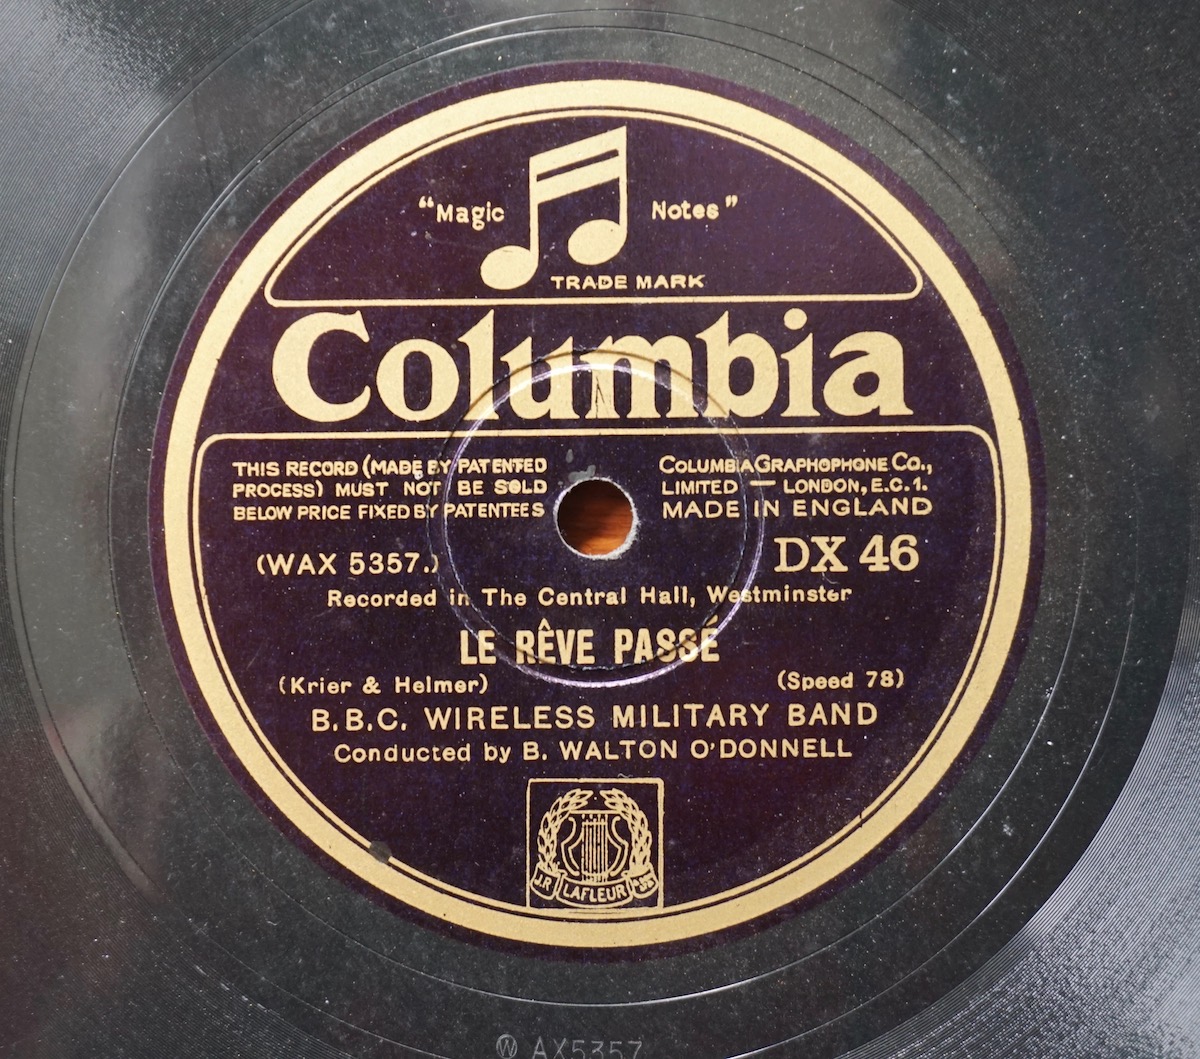 “Magic Notes”
TRADE MARK
Columbia
THIS RECORD (MADE BY PATENTED
PROCESS) MUST NOT BE SOLD
BELOW PRICE FIXED BY PATENTEES
COLUMBIA GRAPHOPHONE CO.,
LIMITED — LONDON, E.C.1.
MADE IN ENGLAND
(WAX 5357.)
DX 46
Recorded in The Central Hall, Westminster
LE RÊVE PASSÉ
(Krier & Helmer)
(Speed 78)
B.B.C. WIRELESS MILITARY BAND
Conducted by B. WALTON O'DONNELL
J.R. LAFLEUR
Ⓦ AX5357